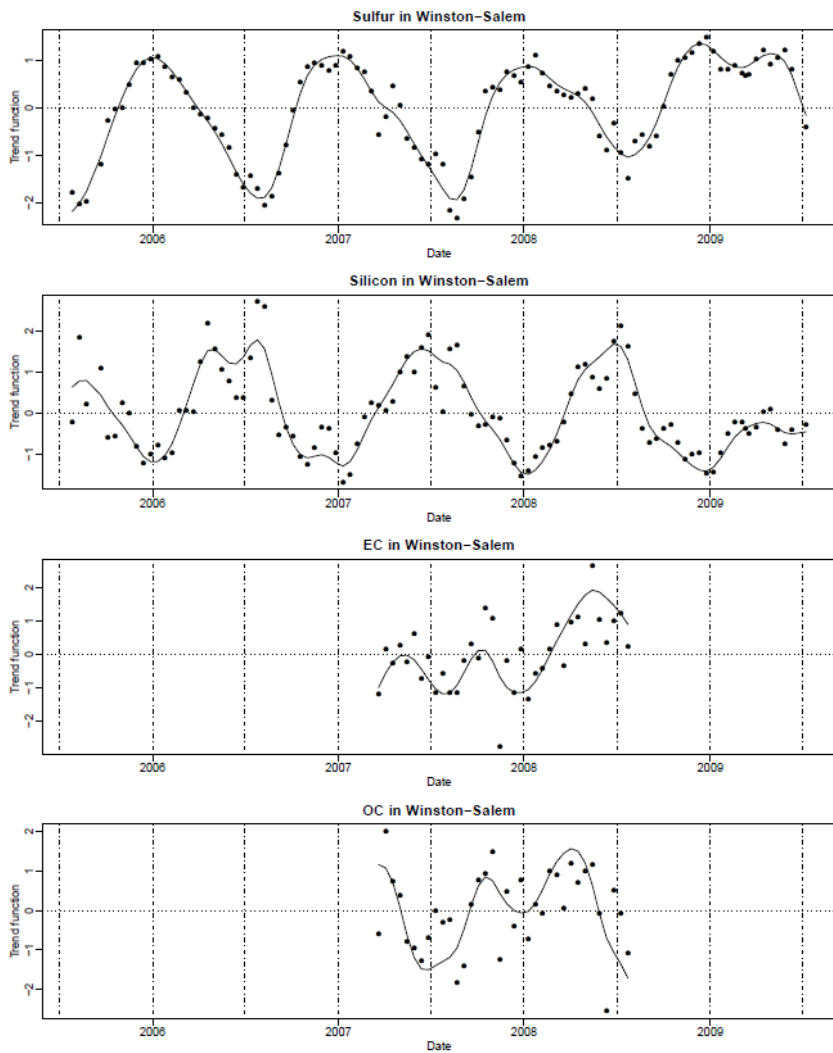 Sulfur in Winston−Salem
Trend function
1
0
−1
−2
2006 2007 2008 2009
Date
Silicon in Winston−Salem
Trend function
2
1
0
−1
2006 2007 2008 2009
Date
EC in Winston−Salem
Trend function
2
1
0
−1
−2
2006 2007 2008 2009
Date
OC in Winston−Salem
Trend function
2
1
0
−1
−2
2006 2007 2008 2009
Date